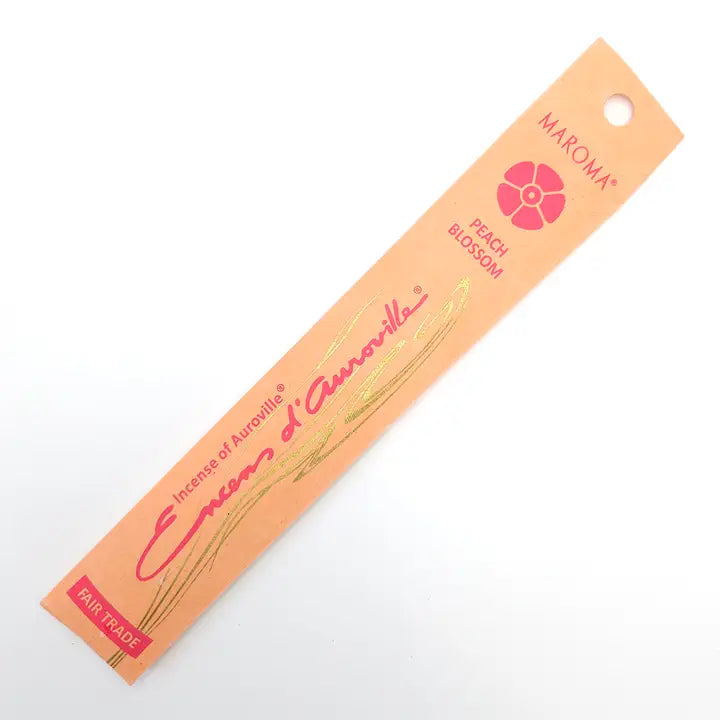 MAROMA®
PEACH
BLOSSOM
Incense of Auroville®
Encens d'Auroville®
FAIR TRADE